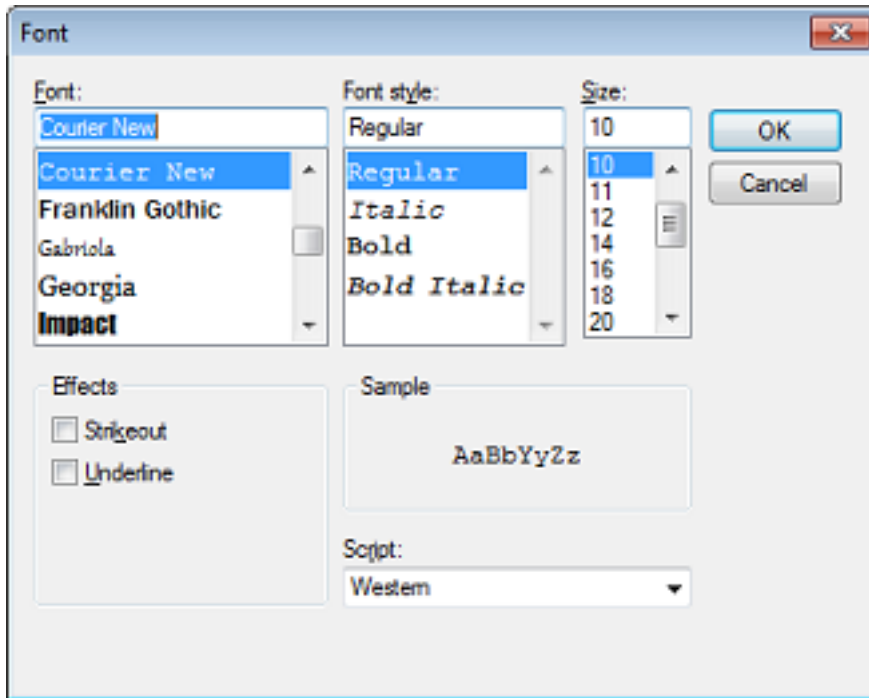 Font
Font:
Font style:
Size:
Courier New
Regular
10
OK
Cancel
Courier New
Franklin Gothic
Gabriola
Georgia
Impact
Regular
Italic
Bold
Bold Italic
10
11
12
14
16
18
20
Effects
Strikeout
Underline
Sample
AaBbYyZz
Script:
Western